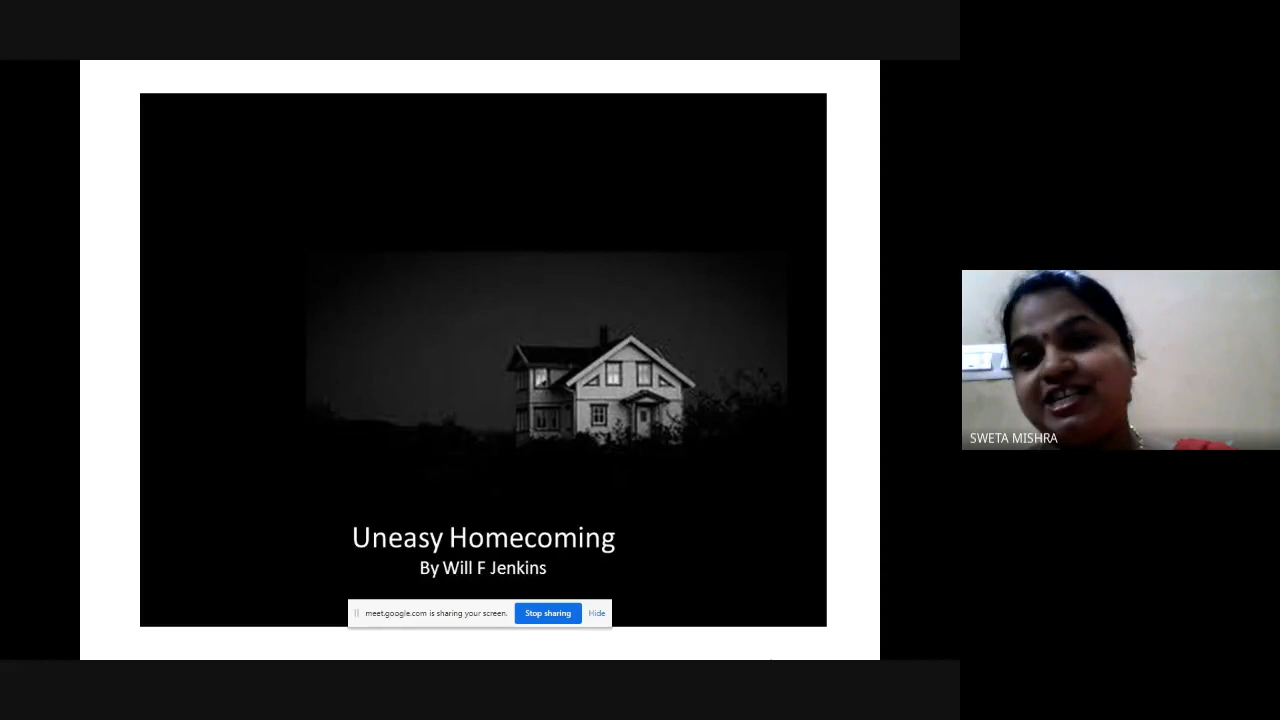 Uneasy Homecoming
By Will F Jenkins
meet.google.com is sharing your screen. Stop sharing Hide
SWETA MISHRA